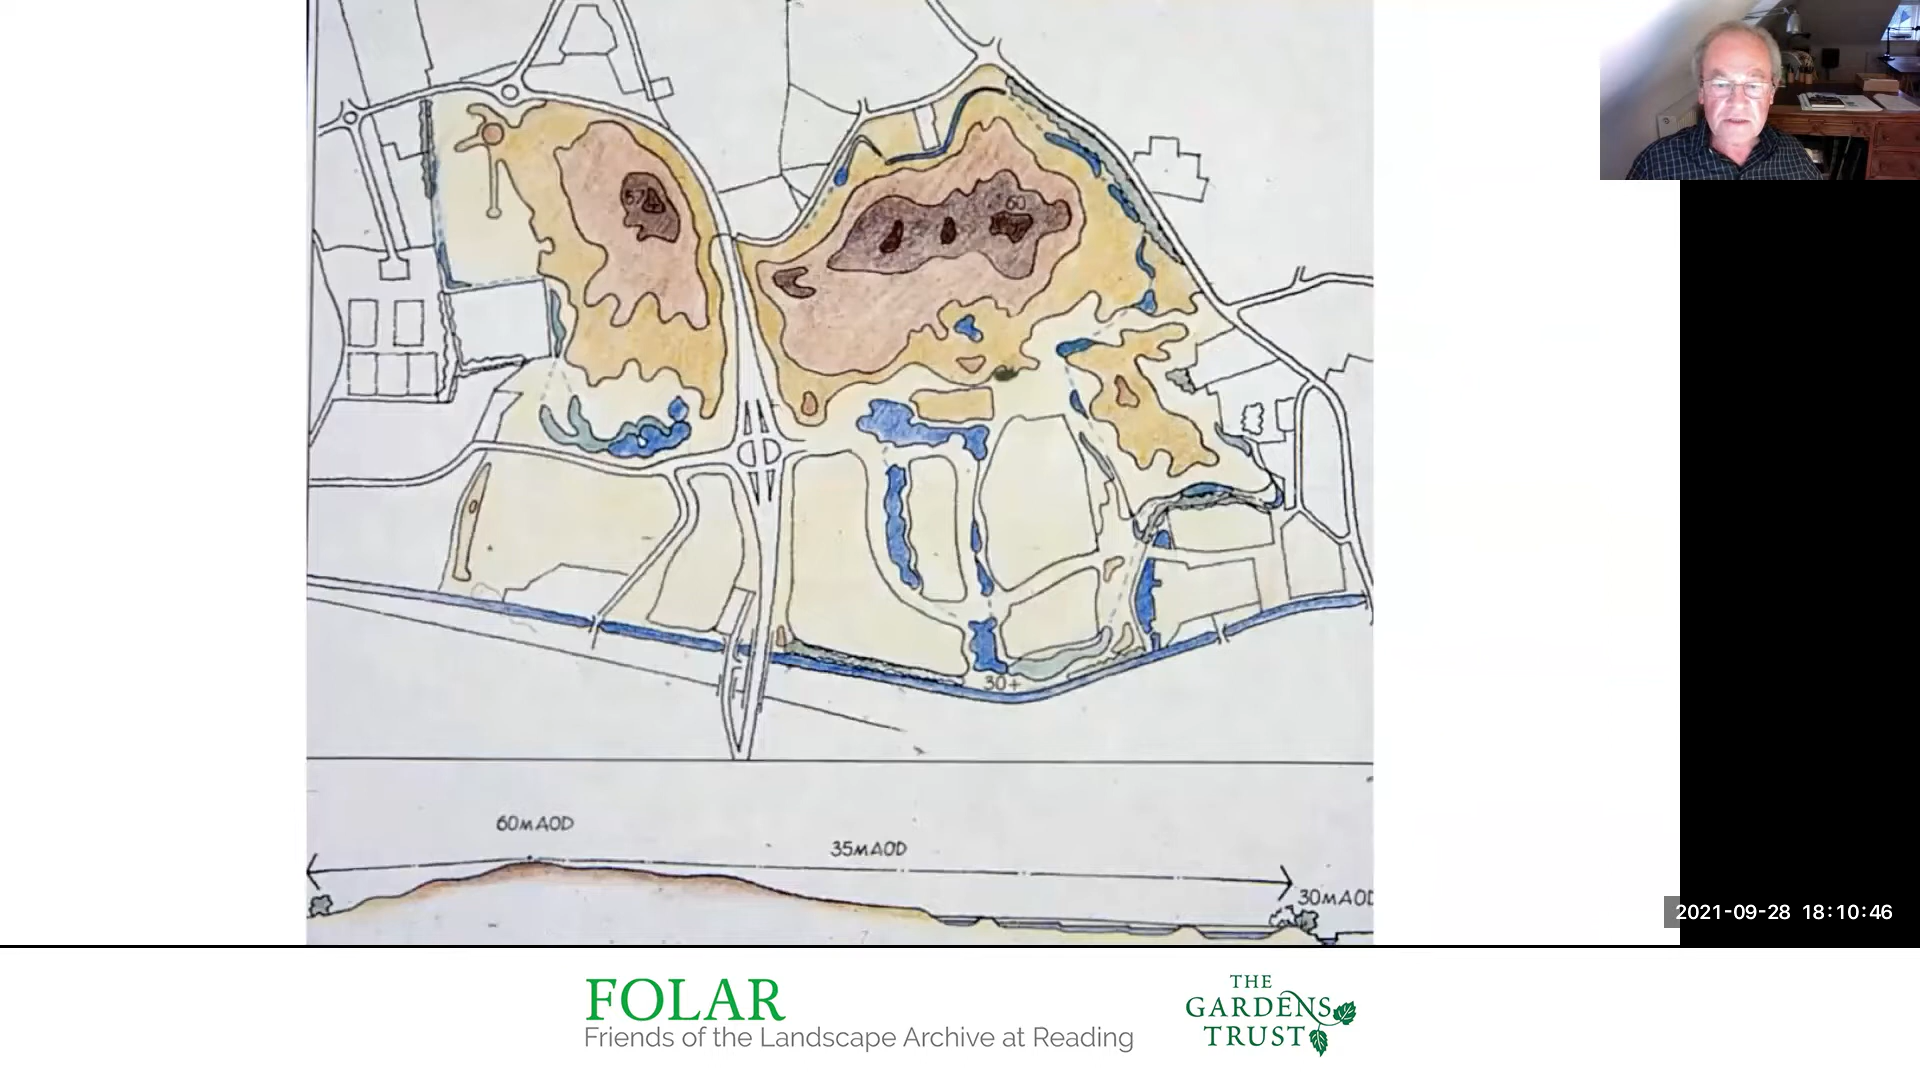 57
60
30+
60MAOD
35MAOD
30MAOD
2021-09-28 18:10:46
FOLAR
Friends of the Landscape Archive at Reading
THE
GARDENS
TRUST